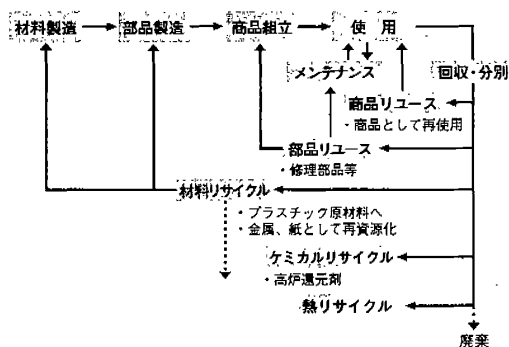 材料製造
部品製造
商品組立
使用
メンテナンス
回収・分別
商品リユース
・商品として再使用
部品リユース
・修理部品等
材料リサイクル
・プラスチック原材料へ
・金属、紙として再資源化
ケミカルリサイクル
・高炉還元剤
熱リサイクル
廃棄